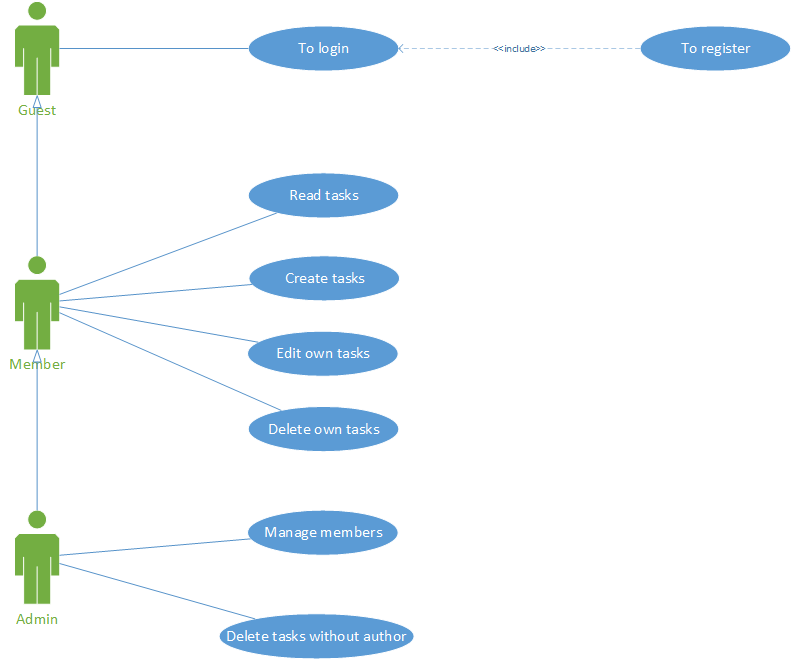 To login
<<include>>
To register
Guest
Read tasks
Create tasks
Edit own tasks
Member
Delete own tasks
Manage members
Admin
Delete tasks without author